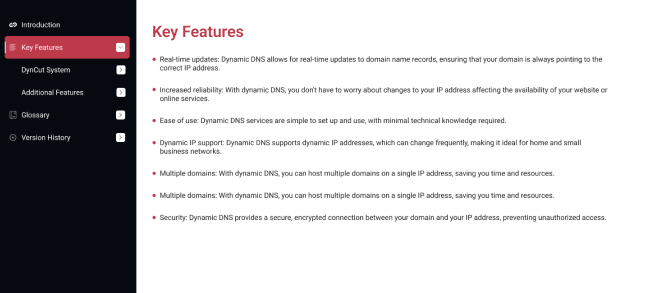 Introduction
Key Features
DynCut System
Additional Features
Glossary
Version History
Key Features
Real-time updates: Dynamic DNS allows for real-time updates to domain name records, ensuring that your domain is always pointing to the
correct IP address.
Increased reliability: With dynamic DNS, you don't have to worry about changes to your IP address affecting the availability of your website or
online services.
Ease of use: Dynamic DNS services are simple to set up and use, with minimal technical knowledge required.
Dynamic IP support: Dynamic DNS supports dynamic IP addresses, which can change frequently, making it ideal for home and small
business networks.
Multiple domains: With dynamic DNS, you can host multiple domains on a single IP address, saving you time and resources.
Multiple domains: With dynamic DNS, you can host multiple domains on a single IP address, saving you time and resources.
Security: Dynamic DNS provides a secure, encrypted connection between your domain and your IP address, preventing unauthorized access.